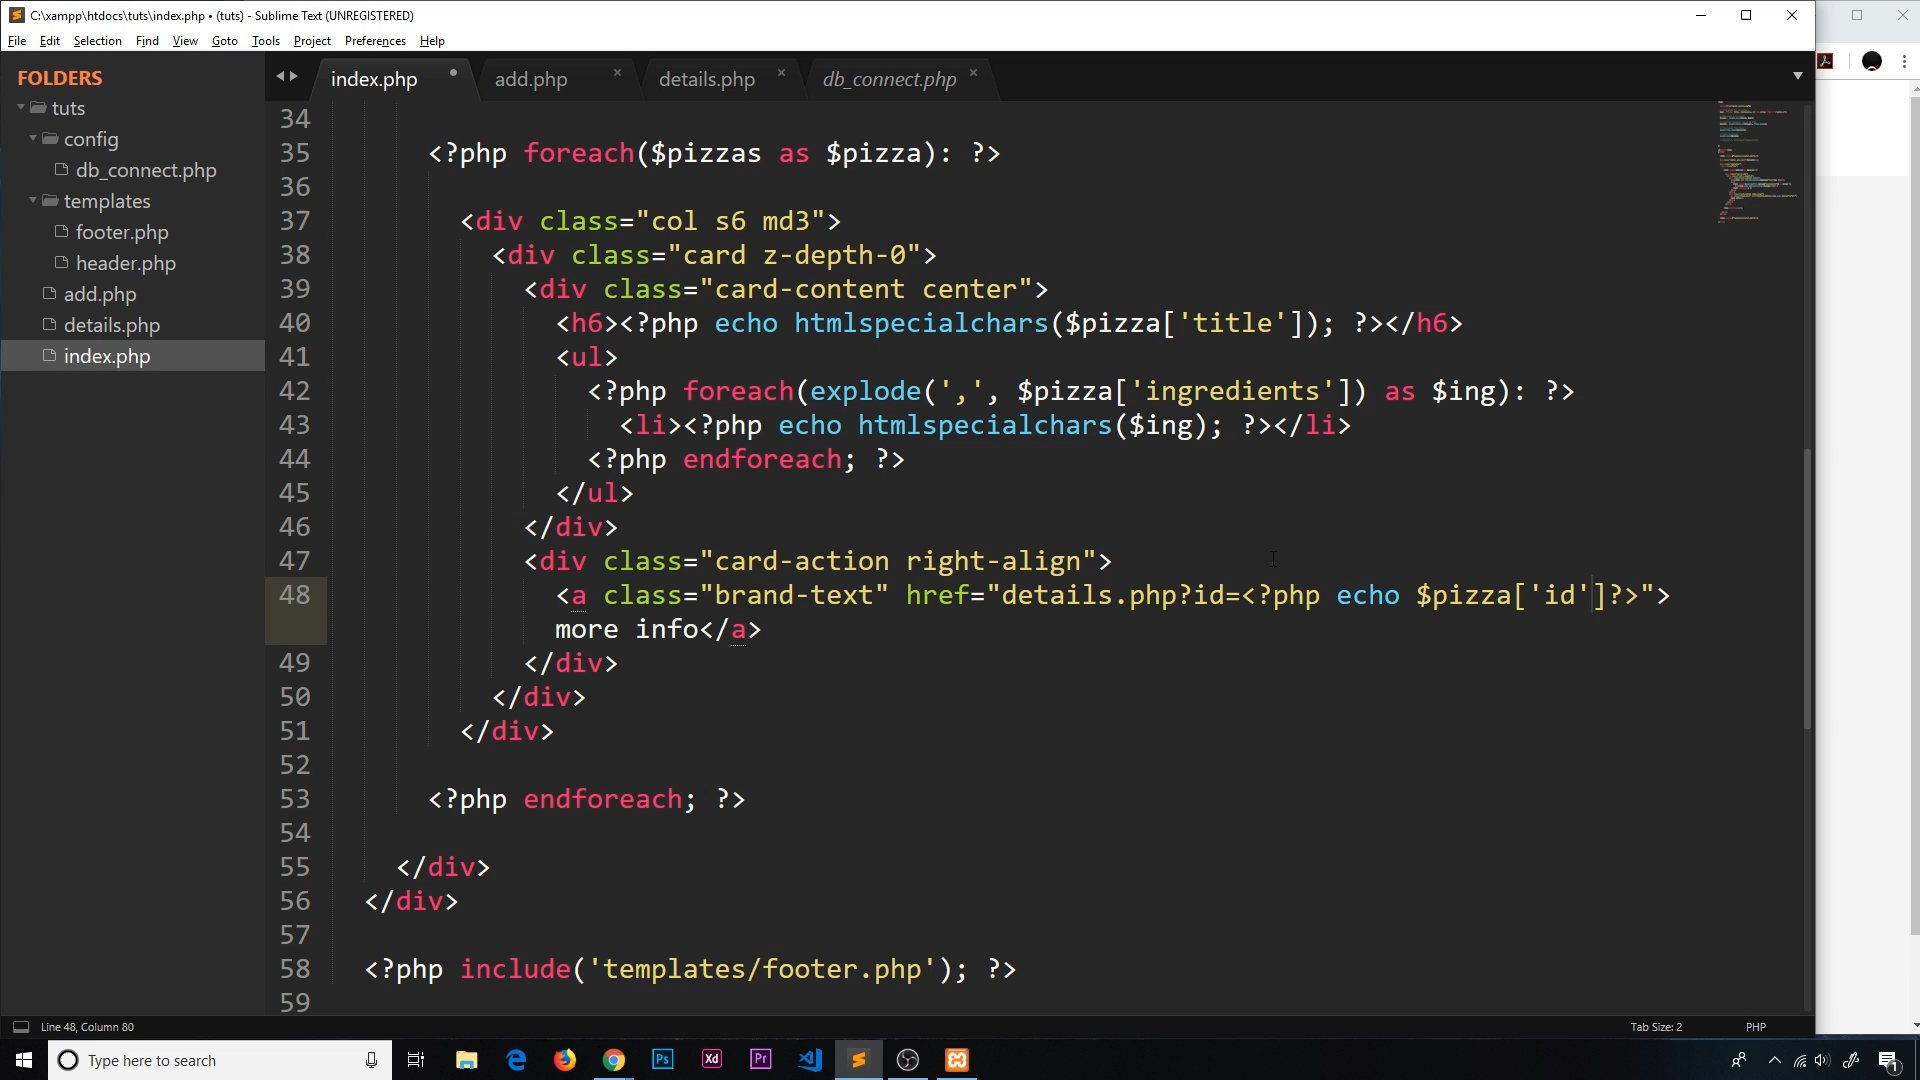 C:\xampp\htdocs\tuts\index.php • (tuts) - Sublime Text (UNREGISTERED)
File Edit Selection Find View Goto Tools Project Preferences Help
FOLDERS
tuts
config
db_connect.php
templates
footer.php
header.php
add.php
details.php
index.php
index.php add.php details.php db_connect.php
34
35 <?php foreach($pizzas as $pizza): ?>
36
37 <div class="col s6 md3">
38 <div class="card z-depth-0">
39 <div class="card-content center">
40 <h6><?php echo htmlspecialchars($pizza['title']); ?></h6>
41 <ul>
42 <?php foreach(explode(',', $pizza['ingredients']) as $ing): ?>
43 <li><?php echo htmlspecialchars($ing); ?></li>
44 <?php endforeach; ?>
45 </ul>
46 </div>
47 <div class="card-action right-align">
48 <a class="brand-text" href="details.php?id=<?php echo $pizza['id']?>">
more info</a>
49 </div>
50 </div>
51 </div>
52
53 <?php endforeach; ?>
54
55 </div>
56 </div>
57
58 <?php include('templates/footer.php'); ?>
59
Line 48, Column 80 Tab Size: 2 PHP
Type here to search
Ps Xd Pr
1